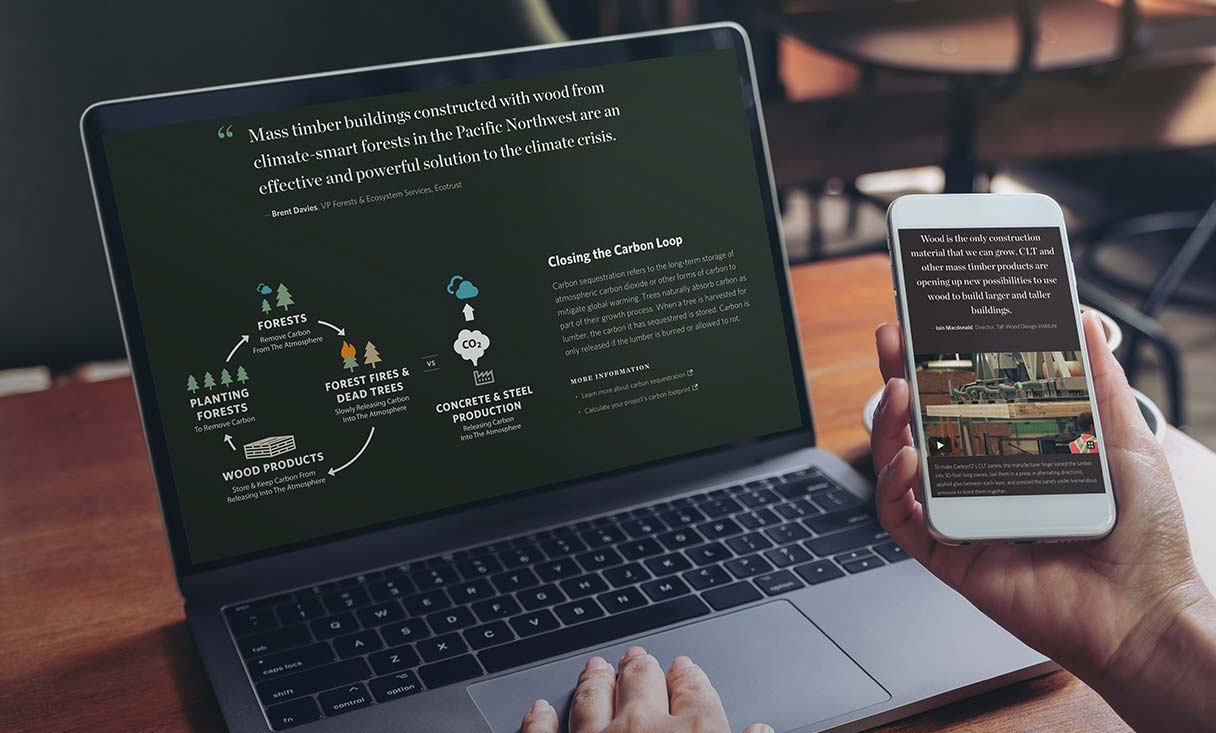 “ Mass timber buildings constructed with wood from
climate-smart forests in the Pacific Northwest are an
effective and powerful solution to the climate crisis.
— Brent Davies, VP Forests & Ecosystem Services, Ecotrust
FORESTS
Remove Carbon
From The Atmosphere
FOREST FIRES &
DEAD TREES
Slowly Releasing Carbon
Into The Atmosphere
PLANTING
FORESTS
To Remove Carbon
WOOD PRODUCTS
Store & Keep Carbon From
Releasing Into The Atmosphere
VS
CO₂
CONCRETE & STEEL
PRODUCTION
Releasing Carbon
Into The Atmosphere
Closing the Carbon Loop
Carbon sequestration refers to the long-term storage of
atmospheric carbon dioxide or other forms of carbon to
mitigate global warming. Trees naturally absorb carbon as
part of their growth process. When a tree is harvested for
lumber, the carbon it has sequestered is stored. Carbon is
only released if the lumber is burned or allowed to rot.
MORE INFORMATION
• Learn more about carbon sequestration
• Calculate your project's carbon footprint
Wood is the only construction
material that we can grow. CLT and
other mass timber products are
opening up new possibilities to use
wood to build larger and taller
buildings.
— Iain Macdonald, Director, Tall Wood Design Institute
To make Carbon12's CLT panels, the manufacturer finger-joined the lumber
into 30-foot-long pieces, laid them in a press in alternating directions,
applied glue between each layer, and pressed the panels under tremendous
pressure to bond them together.
tab
Q W E R T Y U I O P
caps lock
A S D F G H J K L
shift
Z X C V B N M
fn
control
option